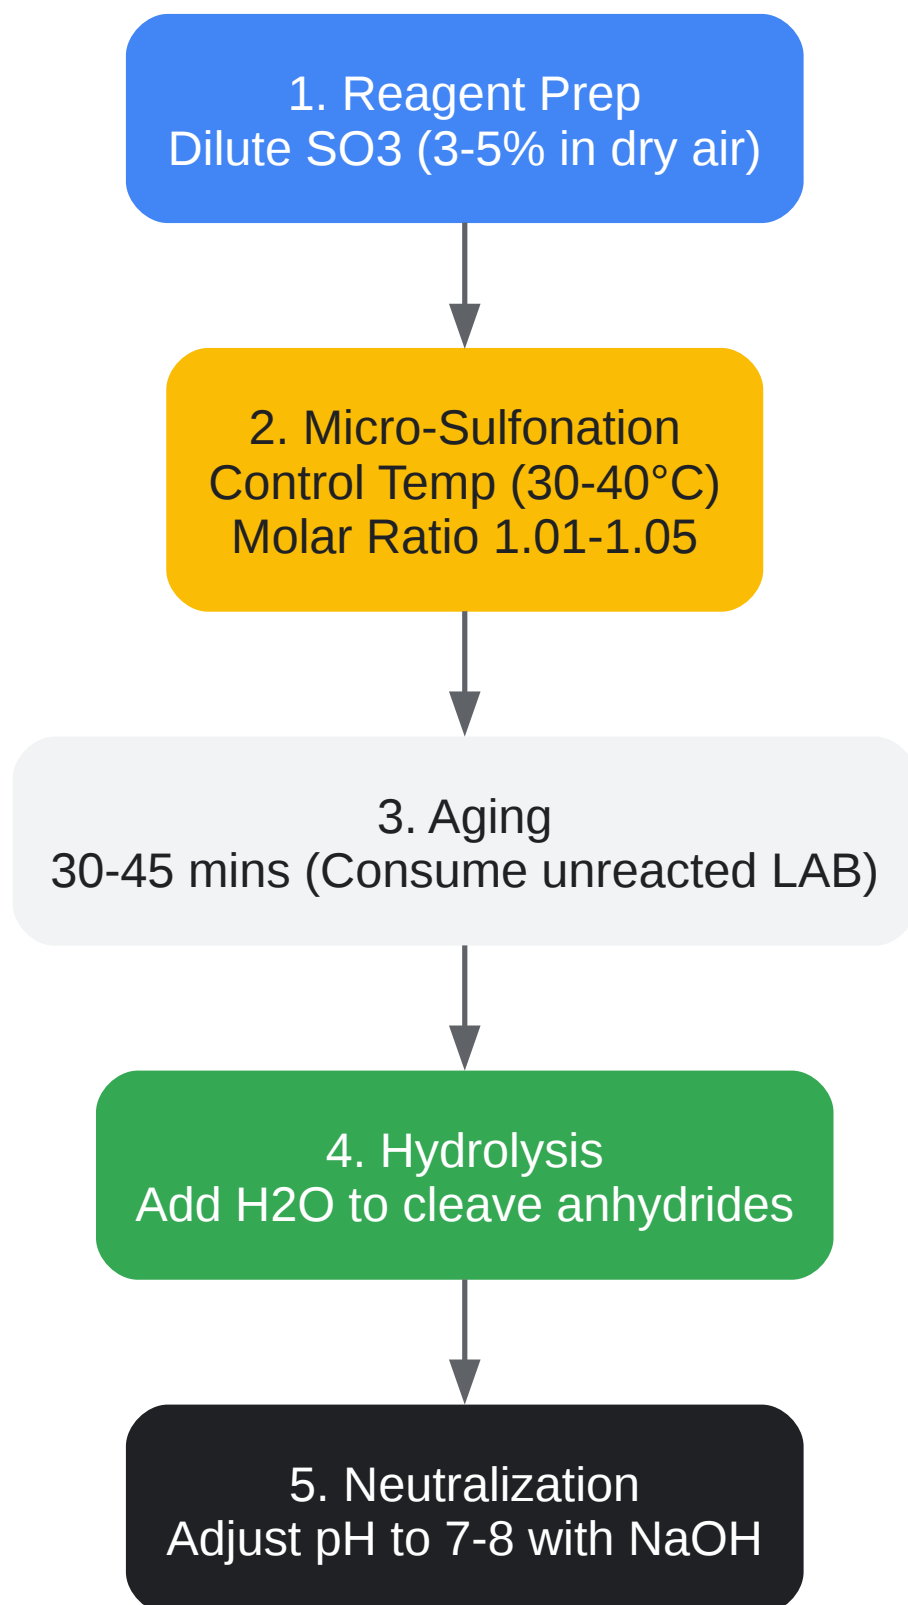 1. Reagent Prep
Dilute SO3 (3-5% in dry air)
2. Micro-Sulfonation
Control Temp (30-40°C)
Molar Ratio 1.01-1.05
3. Aging
30-45 mins (Consume unreacted LAB)
4. Hydrolysis
Add H2O to cleave anhydrides
5. Neutralization
Adjust pH to 7-8 with NaOH